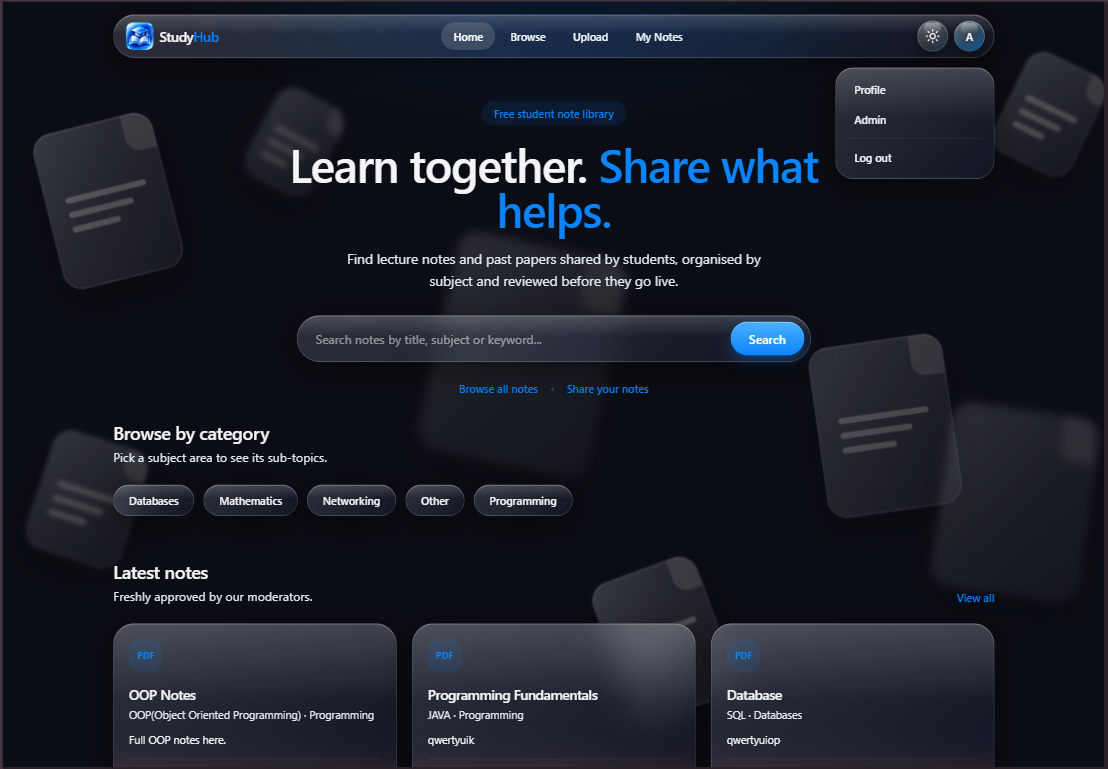 StudyHub
Home
Browse
Upload
My Notes
A
Profile
Admin
Log out
Free student note library
Learn together. Share what
helps.
Find lecture notes and past papers shared by students, organised by
subject and reviewed before they go live.
Search notes by title, subject or keyword...
Search
Browse all notes · Share your notes
Browse by category
Pick a subject area to see its sub-topics.
Databases
Mathematics
Networking
Other
Programming
Latest notes
Freshly approved by our moderators.
View all
PDF
OOP Notes
OOP(Object Oriented Programming) · Programming
Full OOP notes here.
PDF
Programming Fundamentals
JAVA · Programming
qwertyuik
PDF
Database
SQL · Databases
qwertyuiop